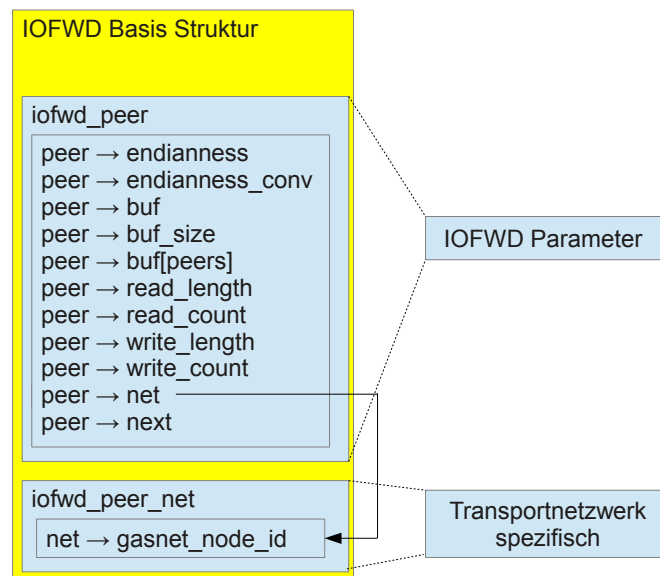 IOFWD Basis Struktur
iofwd_peer
peer → endianness
peer → endianness_conv
peer → buf
peer → buf_size
peer → buf[peers]
peer → read_length
peer → read_count
peer → write_length
peer → write_count
peer → net
peer → next
IOFWD Parameter
iofwd_peer_net
net → gasnet_node_id
Transportnetzwerk
spezifisch